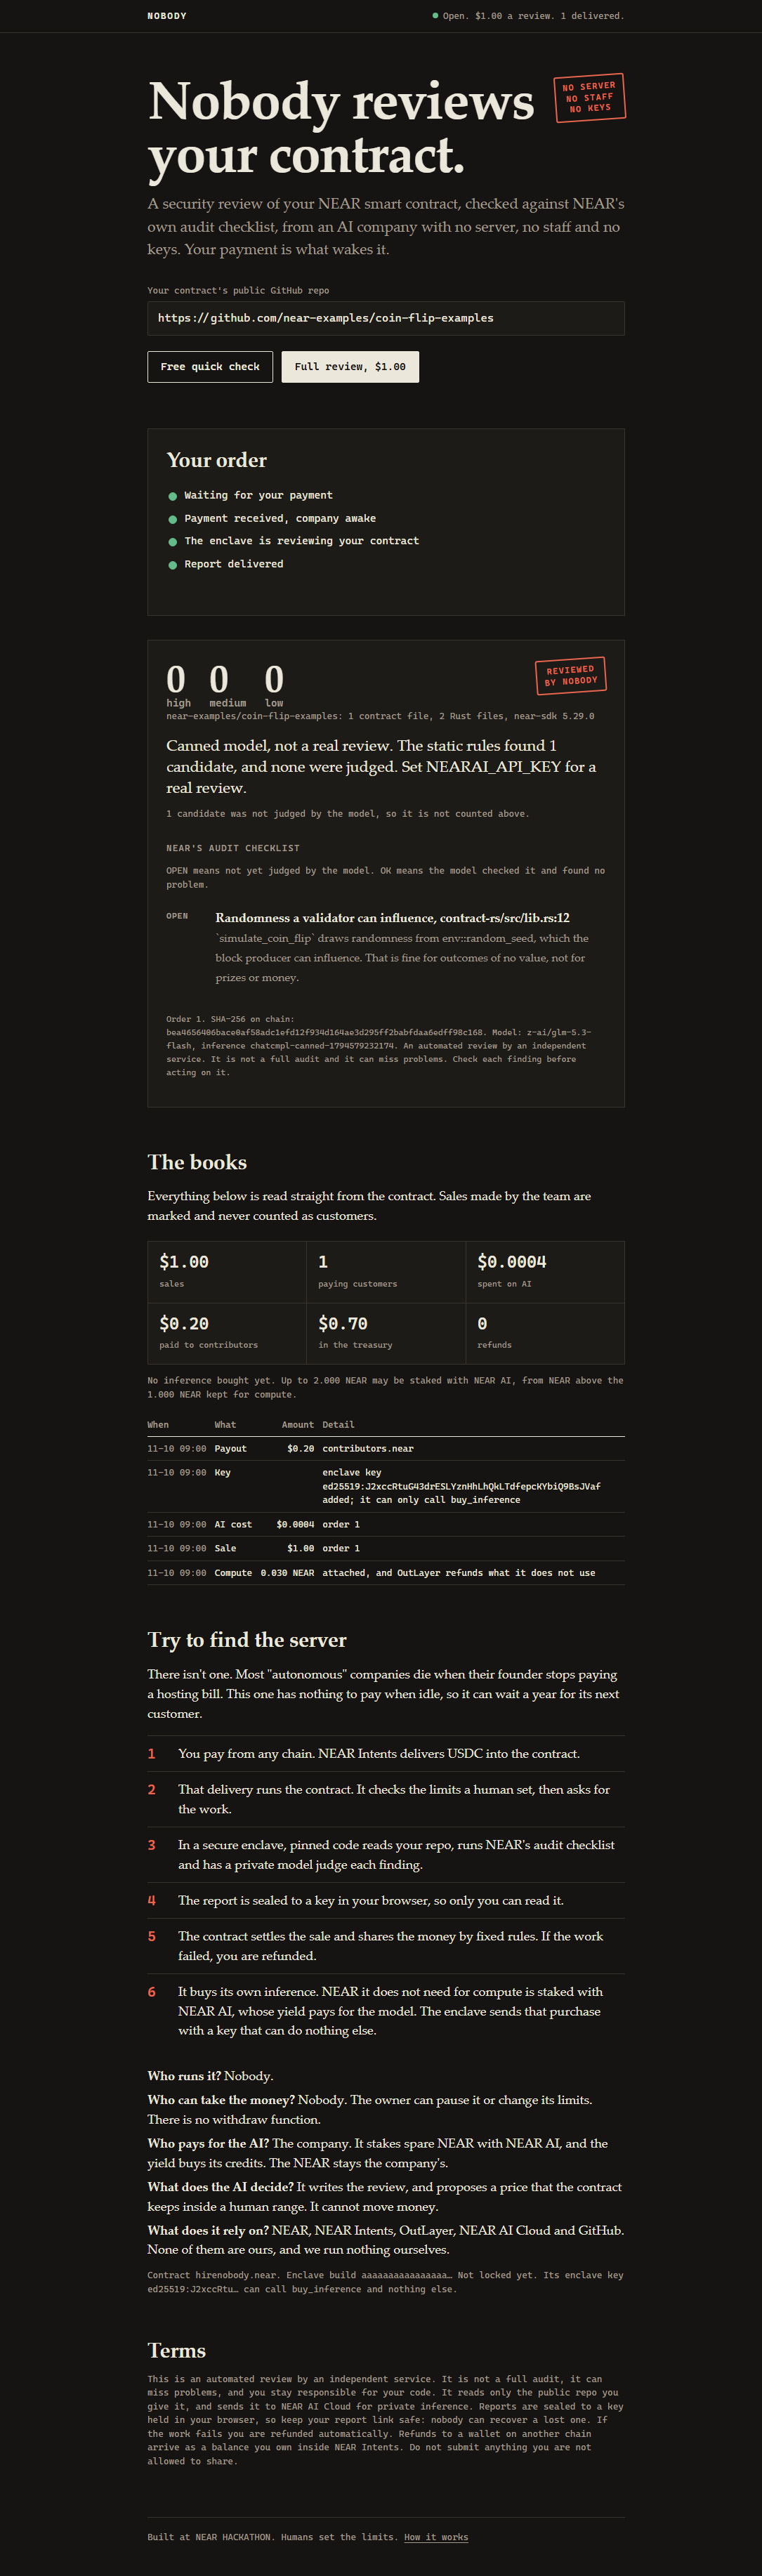 NOBODY
Open. $1.00 a review. 1 delivered.
Nobody reviews
your contract.
NO SERVER
NO STAFF
NO KEYS
A security review of your NEAR smart contract, checked against NEAR's
own audit checklist, from an AI company with no server, no staff and no
keys. Your payment is what wakes it.
Your contract's public GitHub repo
https://github.com/near-examples/coin-flip-examples
Free quick check
Full review, $1.00
Your order
Waiting for your payment
Payment received, company awake
The enclave is reviewing your contract
Report delivered
0 0 0
high medium low
REVIEWED
BY NOBODY
near-examples/coin-flip-examples: 1 contract file, 2 Rust files, near-sdk 5.29.0
Canned model, not a real review. The static rules found 1
candidate, and none were judged. Set NEARAI_API_KEY for a
real review.
1 candidate was not judged by the model, so it is not counted above.
NEAR'S AUDIT CHECKLIST
OPEN means not yet judged by the model. OK means the model checked it and found no
problem.
OPEN
Randomness a validator can influence, contract-rs/src/lib.rs:12
`simulate_coin_flip` draws randomness from env::random_seed, which the
block producer can influence. That is fine for outcomes of no value, not for
prizes or money.
Order 1. SHA-256 on chain:
bea4656406bace0af58adc1efd12f934d164ae3d295ff2babfdaa6edff98c168. Model: z-ai/glm-5.3-
flash, inference chatcmpl-canned-1794579232174. An automated review by an independent
service. It is not a full audit and it can miss problems. Check each finding before
acting on it.
The books
Everything below is read straight from the contract. Sales made by the team are
marked and never counted as customers.
$1.00
sales
1
paying customers
$0.0004
spent on AI
$0.20
paid to contributors
$0.70
in the treasury
0
refunds
No inference bought yet. Up to 2.000 NEAR may be staked with NEAR AI, from NEAR above the
1.000 NEAR kept for compute.
When What Amount Detail
11-10 09:00 Payout $0.20 contributors.near
11-10 09:00 Key enclave key
ed25519:J2xccRtuG43drESLYznHhLhQkLTdfepcKYbiQ9BsJVaf
added; it can only call buy_inference
11-10 09:00 AI cost $0.0004 order 1
11-10 09:00 Sale $1.00 order 1
11-10 09:00 Compute 0.030 NEAR attached, and OutLayer refunds what it does not use
Try to find the server
There isn't one. Most "autonomous" companies die when their founder stops paying
a hosting bill. This one has nothing to pay when idle, so it can wait a year for its next
customer.
1 You pay from any chain. NEAR Intents delivers USDC into the contract.
2 That delivery runs the contract. It checks the limits a human set, then asks for
the work.
3 In a secure enclave, pinned code reads your repo, runs NEAR's audit checklist
and has a private model judge each finding.
4 The report is sealed to a key in your browser, so only you can read it.
5 The contract settles the sale and shares the money by fixed rules. If the work
failed, you are refunded.
6 It buys its own inference. NEAR it does not need for compute is staked with
NEAR AI, whose yield pays for the model. The enclave sends that purchase
with a key that can do nothing else.
Who runs it? Nobody.
Who can take the money? Nobody. The owner can pause it or change its limits.
There is no withdraw function.
Who pays for the AI? The company. It stakes spare NEAR with NEAR AI, and the
yield buys its credits. The NEAR stays the company's.
What does the AI decide? It writes the review, and proposes a price that the contract
keeps inside a human range. It cannot move money.
What does it rely on? NEAR, NEAR Intents, OutLayer, NEAR AI Cloud and GitHub.
None of them are ours, and we run nothing ourselves.
Contract hirenobody.near. Enclave build aaaaaaaaaaaaaaaa… Not locked yet. Its enclave key
ed25519:J2xccRtu… can call buy_inference and nothing else.
Terms
This is an automated review by an independent service. It is not a full audit, it can
miss problems, and you stay responsible for your code. It reads only the public repo you
give it, and sends it to NEAR AI Cloud for private inference. Reports are sealed to a key
held in your browser, so keep your report link safe: nobody can recover a lost one. If
the work fails you are refunded automatically. Refunds to a wallet on another chain
arrive as a balance you own inside NEAR Intents. Do not submit anything you are not
allowed to share.
Built at NEAR HACKATHON. Humans set the limits. How it works